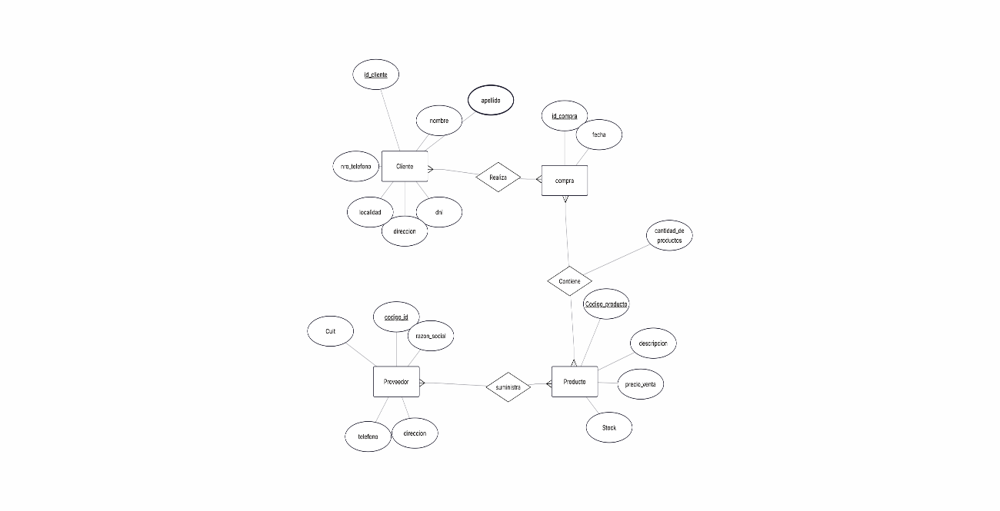 id_cliente
apellido
nombre
id_compra
fecha
nro_telefono
Cliente
Realiza
compra
localidad
dni
direccion
cantidad_de
productos
Contiene
Codigo_producto
codigo_id
Cuit
razon_social
descripcion
Proveedor
suministra
Producto
precio_venta
Stock
telefono
direccion